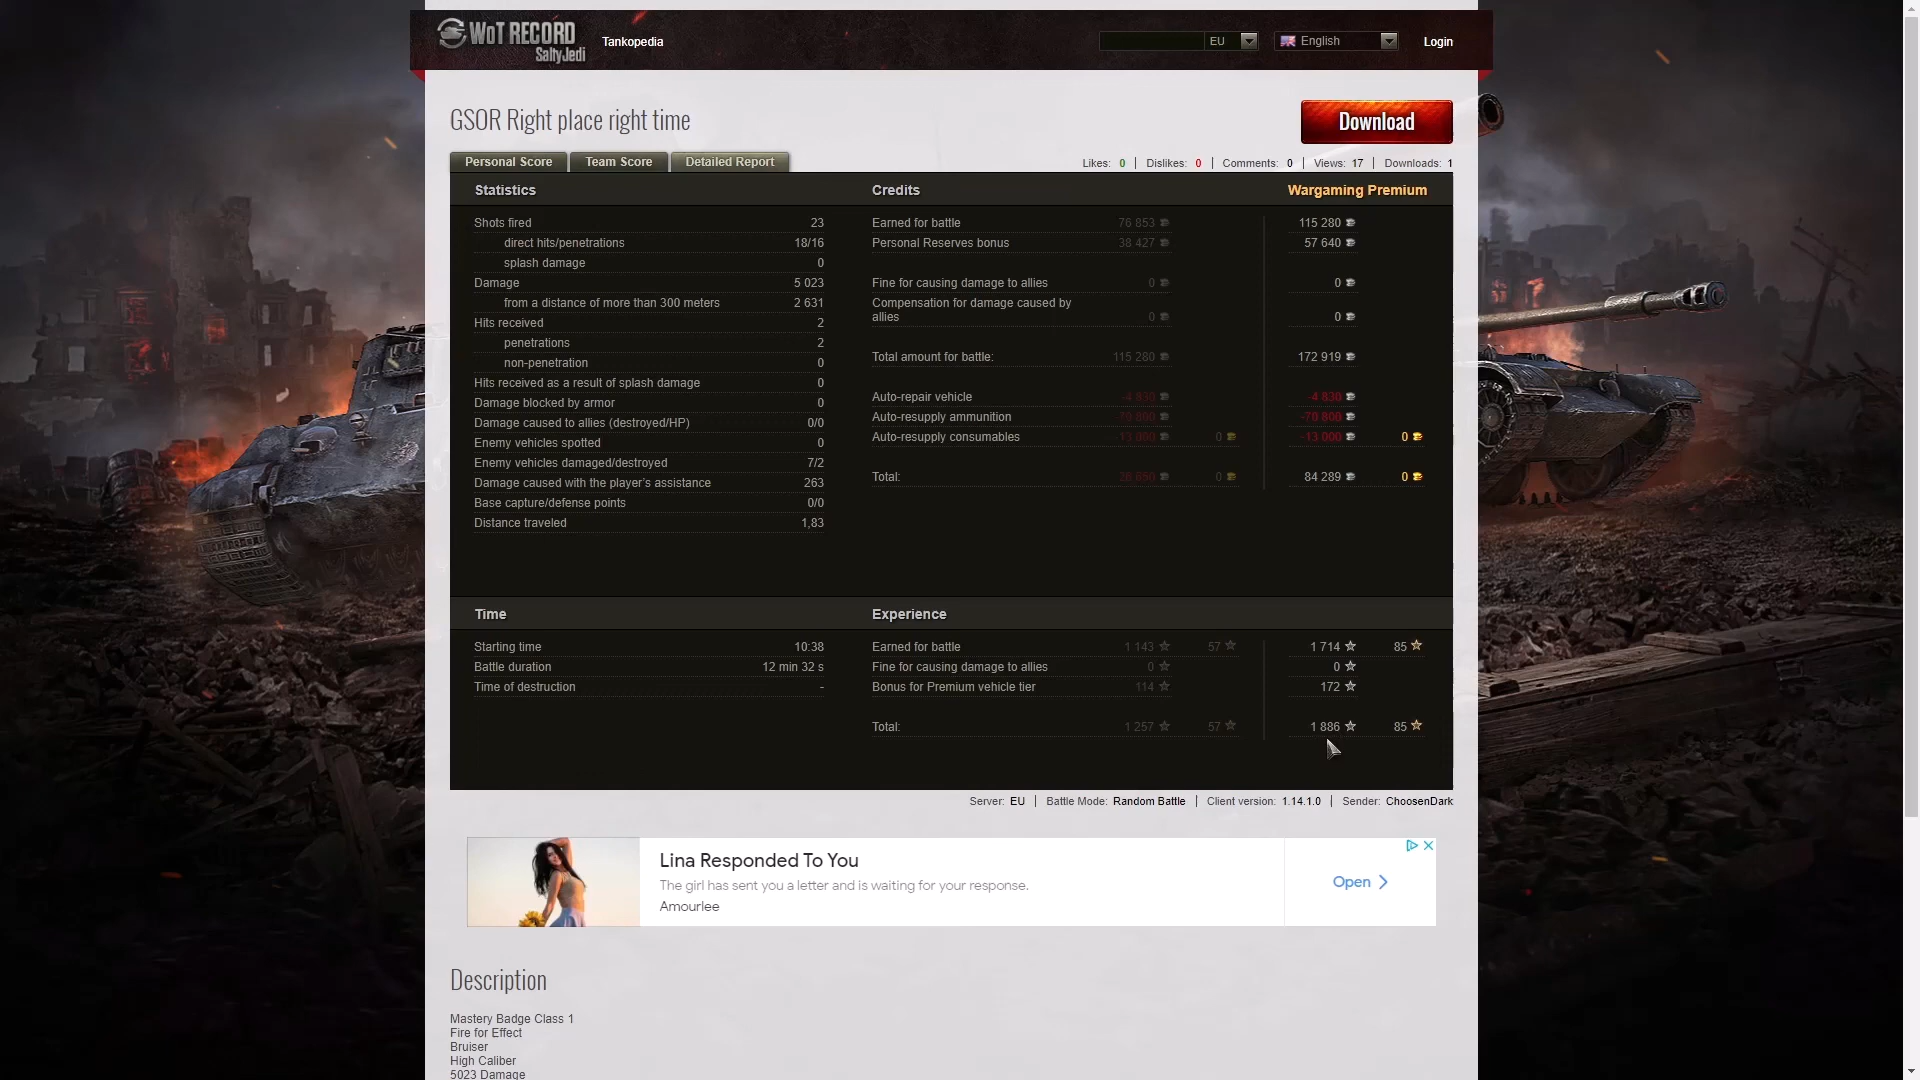 WoT RECORD
SaltyJedi
Tankopedia
EU
English
Login
GSOR Right place right time
Download
Personal Score
Team Score
Detailed Report
Likes: 0 | Dislikes: 0 | Comments: 0 | Views: 17 | Downloads: 1
Statistics
Credits
Wargaming Premium
Shots fired 23
direct hits/penetrations 18/16
splash damage 0
Damage 5 023
from a distance of more than 300 meters 2 631
Hits received 2
penetrations 2
non-penetration 0
Hits received as a result of splash damage 0
Damage blocked by armor 0
Damage caused to allies (destroyed/HP) 0/0
Enemy vehicles spotted 0
Enemy vehicles damaged/destroyed 7/2
Damage caused with the player's assistance 263
Base capture/defense points 0/0
Distance traveled 1,83
Earned for battle 76 853 115 280
Personal Reserves bonus 38 427 57 640
Fine for causing damage to allies 0 0
Compensation for damage caused by
allies 0 0
Total amount for battle: 115 280 172 919
Auto-repair vehicle -4 830 -4 830
Auto-resupply ammunition -70 800 -70 800
Auto-resupply consumables 13 000 0 -13 000 0
Total: 26 650 0 84 289 0
Time
Experience
Starting time 10:38
Battle duration 12 min 32 s
Time of destruction -
Earned for battle 1 143 57 1 714 85
Fine for causing damage to allies 0 0
Bonus for Premium vehicle tier 114 172
Total: 1 257 57 1 886 85
Server: EU | Battle Mode: Random Battle | Client version: 1.14.1.0 | Sender: ChoosenDark
Lina Responded To You
The girl has sent you a letter and is waiting for your response.
Amourlee
Open
Description
Mastery Badge Class 1
Fire for Effect
Bruiser
High Caliber
5023 Damage